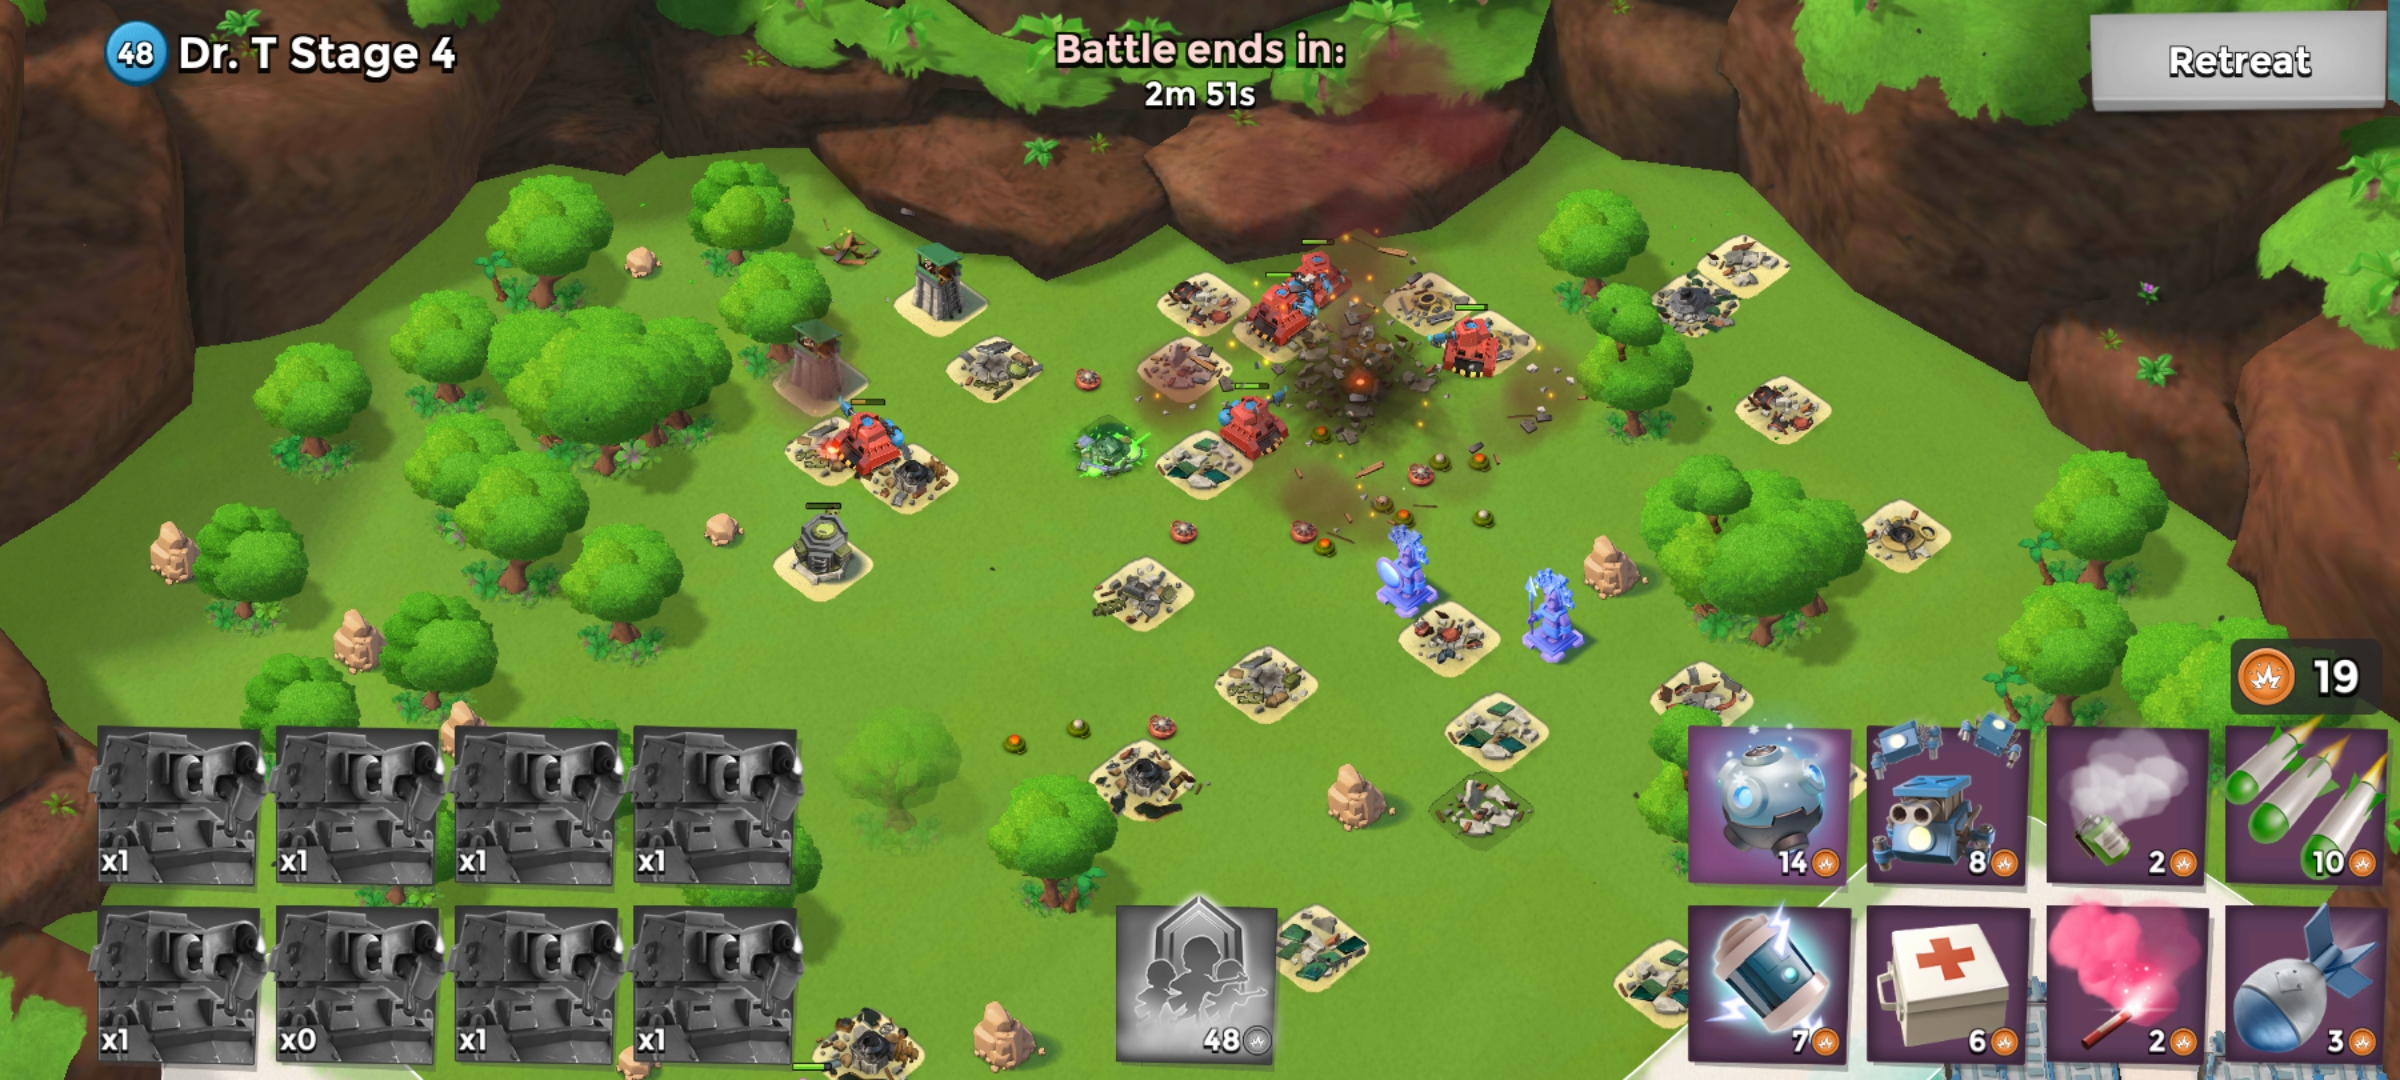 48 Dr. T Stage 4
Battle ends in:
2m 51s
Retreat
19
x1 x1 x1 x1
14 8 2 10
x1 x0 x1 x1
48
7 6 2 3